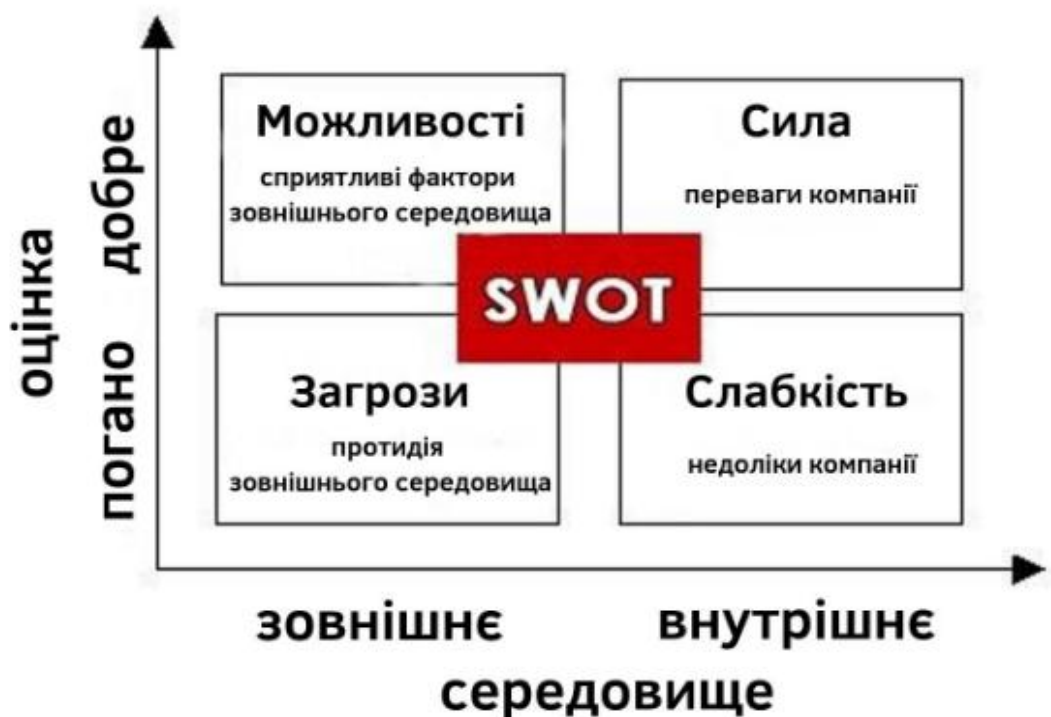 оцінка
погано добре
Можливості
сприятливі фактори
зовнішнього середовища
Сила
переваги компанії
SWOT
Загрози
протидія
зовнішнього середовища
Слабкість
недоліки компанії
зовнішнє внутрішнє
середовище